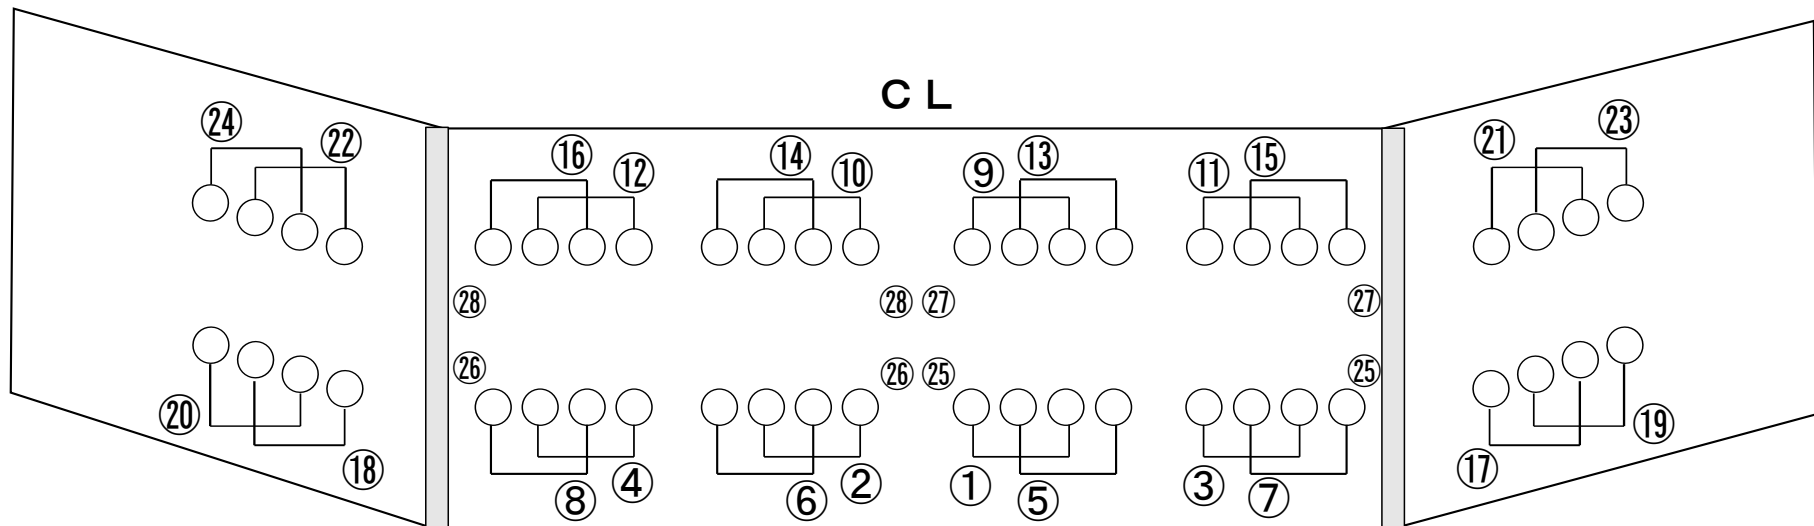 CL
㉔ ㉒ ⑯ ⑫ ⑭ ⑩ ⑨ ⑬ ⑪ ⑮ ㉑ ㉓
㉘ ㉘ ㉗ ㉗
㉖ ㉖ ㉕ ㉕
⑳ ⑱ ⑧ ④ ⑥ ② ① ⑤ ③ ⑦ ⑰ ⑲